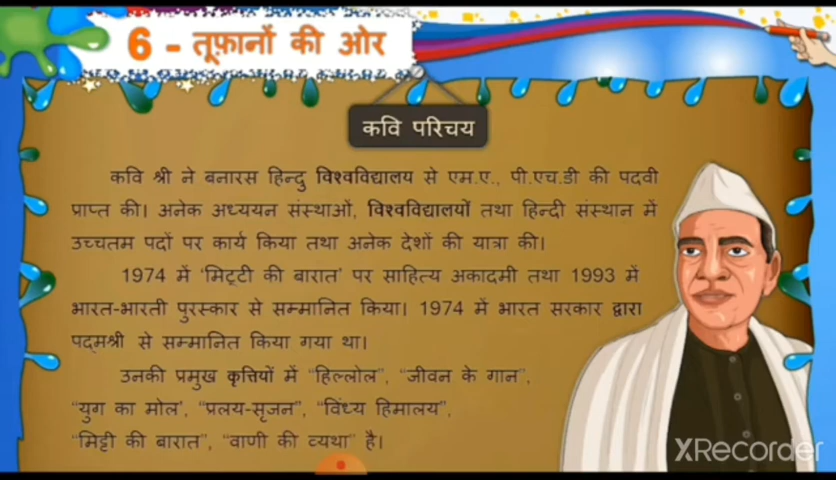 6 - तूफ़ानों की ओर
कवि परिचय
कवि श्री ने बनारस हिन्दु विश्वविद्यालय से एम.ए., पी.एच.डी की पदवी
प्राप्त की। अनेक अध्ययन संस्थाओं, विश्वविद्यालयों तथा हिन्दी संस्थान में
उच्चतम पदों पर कार्य किया तथा अनेक देशों की यात्रा की।
1974 में 'मिट्टी की बारात' पर साहित्य अकादमी तथा 1993 में
भारत-भारती पुरस्कार से सम्मानित किया। 1974 में भारत सरकार द्वारा
पद्मश्री से सम्मानित किया गया था।
उनकी प्रमुख कृत्तियों में "हिल्लोल", "जीवन के गान",
"युग का मोल', "प्रलय-सृजन", "विंध्य हिमालय",
"मिट्टी की बारात", "वाणी की व्यथा" है।
XRecorder